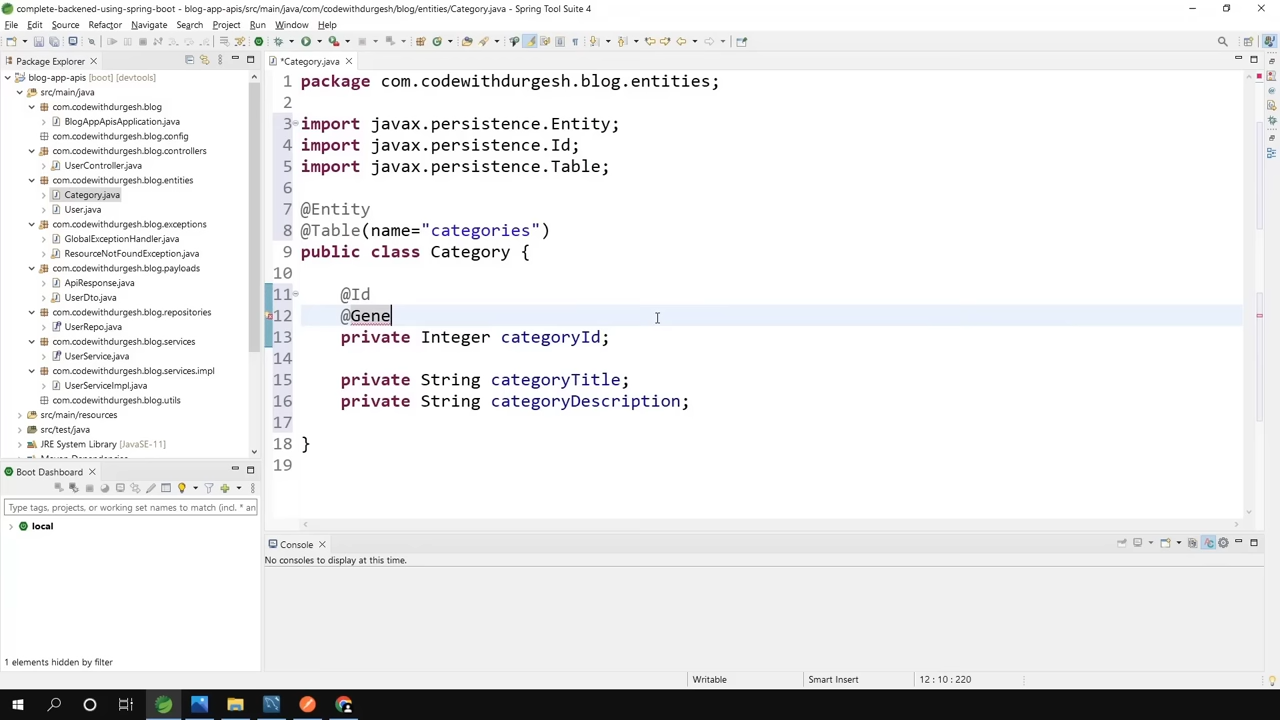 complete-backened-using-spring-boot - blog-app-apis/src/main/java/com/codewithdurgesh/blog/entities/Category.java - Spring Tool Suite 4
File Edit Source Refactor Navigate Search Project Run Window Help
Package Explorer
blog-app-apis [boot] [devtools]
src/main/java
com.codewithdurgesh.blog
BlogAppApisApplication.java
com.codewithdurgesh.blog.config
com.codewithdurgesh.blog.controllers
UserController.java
com.codewithdurgesh.blog.entities
Category.java
User.java
com.codewithdurgesh.blog.exceptions
GlobalExceptionHandler.java
ResourceNotFoundException.java
com.codewithdurgesh.blog.payloads
ApiResponse.java
UserDto.java
com.codewithdurgesh.blog.repositories
UserRepo.java
com.codewithdurgesh.blog.services
UserService.java
com.codewithdurgesh.blog.services.impl
UserServiceImpl.java
com.codewithdurgesh.blog.utils
src/main/resources
src/test/java
JRE System Library [JavaSE-11]
Boot Dashboard
Type tags, projects, or working set names to match (incl. * an
local
1 elements hidden by filter
*Category.java
1 package com.codewithdurgesh.blog.entities;
2
3 import javax.persistence.Entity;
4 import javax.persistence.Id;
5 import javax.persistence.Table;
6
7 @Entity
8 @Table(name="categories")
9 public class Category {
10
11 @Id
12 @Gene
13 private Integer categoryId;
14
15 private String categoryTitle;
16 private String categoryDescription;
17
18 }
19
Console
No consoles to display at this time.
Writable Smart Insert 12 : 10 : 220